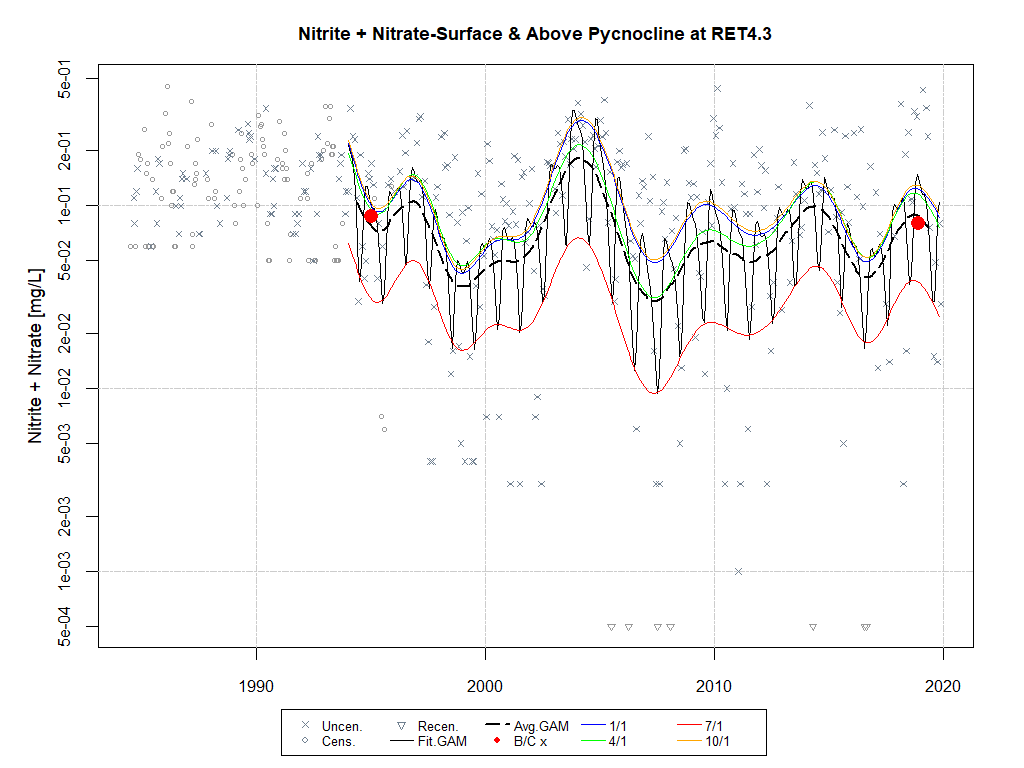 Nitrite + Nitrate-Surface & Above Pycnocline at RET4.3
Nitrite + Nitrate [mg/L]
5e-01
2e-01
1e-01
5e-02
2e-02
1e-02
5e-03
2e-03
1e-03
5e-04
1990 2000 2010 2020
Uncen. Recen. Avg.GAM 1/1 7/1
Cens. Fit.GAM B/C x 4/1 10/1